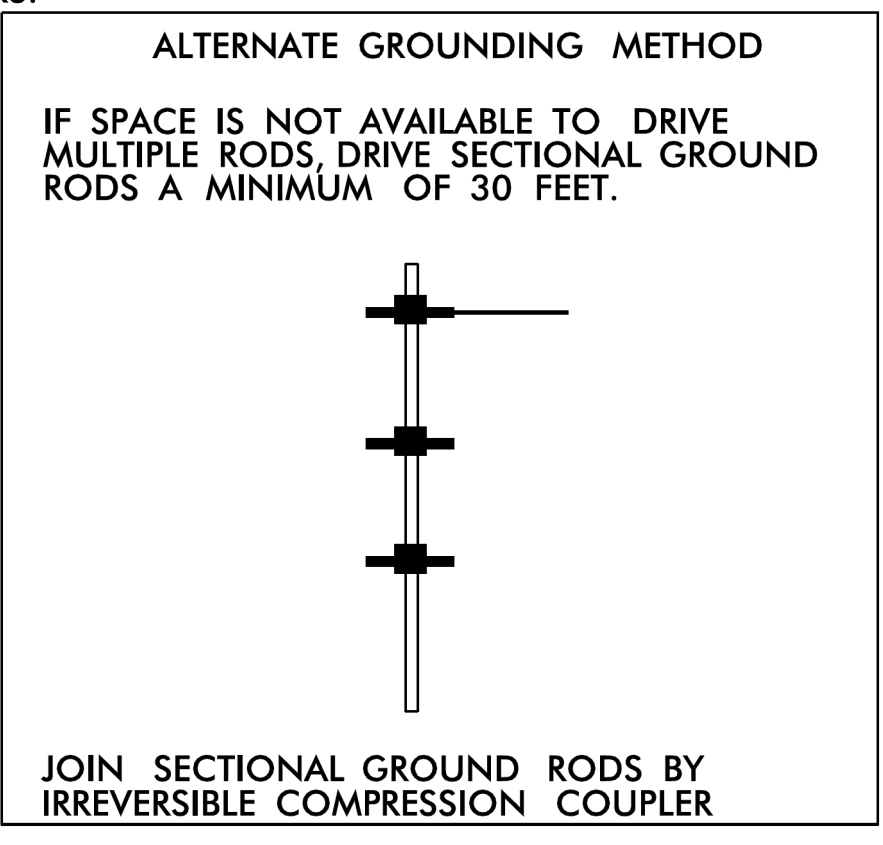 ALTERNATE GROUNDING METHOD
IF SPACE IS NOT AVAILABLE TO DRIVE
MULTIPLE RODS, DRIVE SECTIONAL GROUND
RODS A MINIMUM OF 30 FEET.
JOIN SECTIONAL GROUND RODS BY
IRREVERSIBLE COMPRESSION COUPLER